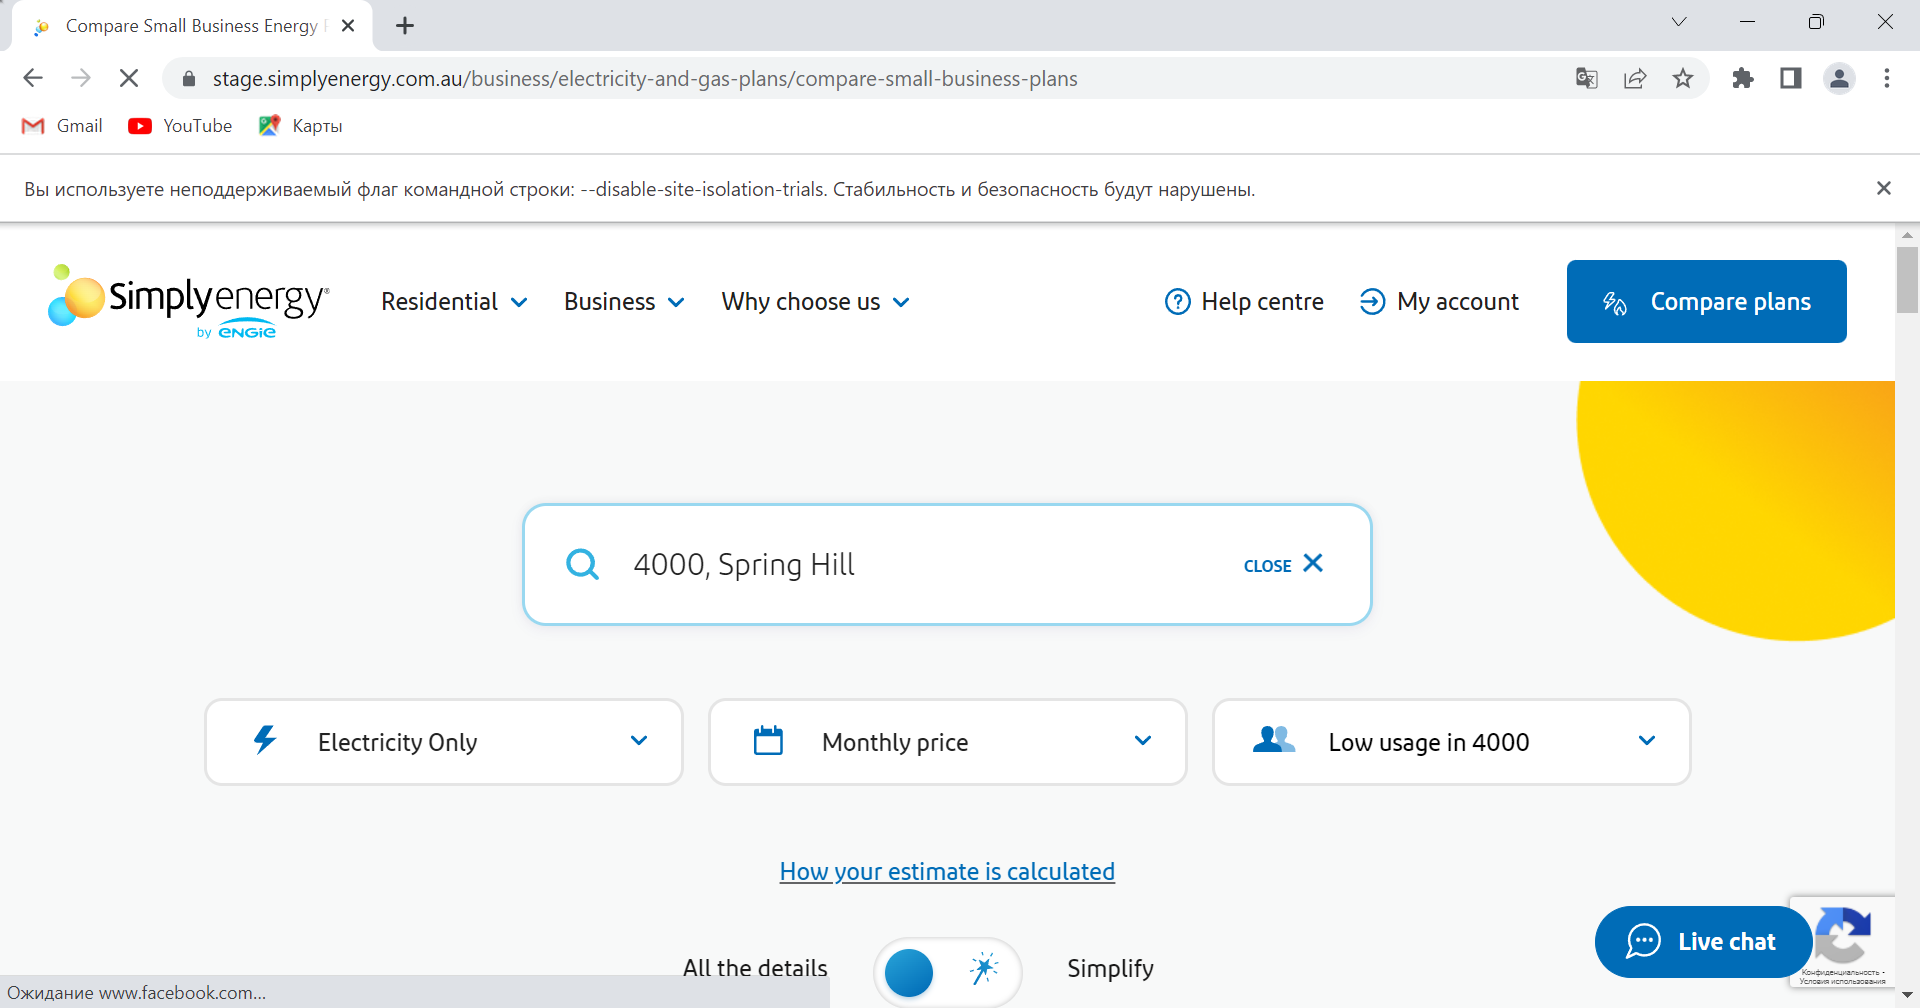 Compare Small Business Energy
stage.simplyenergy.com.au/business/electricity-and-gas-plans/compare-small-business-plans
Gmail YouTube Карты
Вы используете неподдерживаемый флаг командной строки: --disable-site-isolation-trials. Стабильность и безопасность будут нарушены.
Simplyenergy®
by ENGIE
Residential Business Why choose us Help centre My account Compare plans
4000, Spring Hill CLOSE
Electricity Only Monthly price Low usage in 4000
How your estimate is calculated
Live chat
All the details Simplify
Конфиденциальность -
Условия использования
Ожидание www.facebook.com...